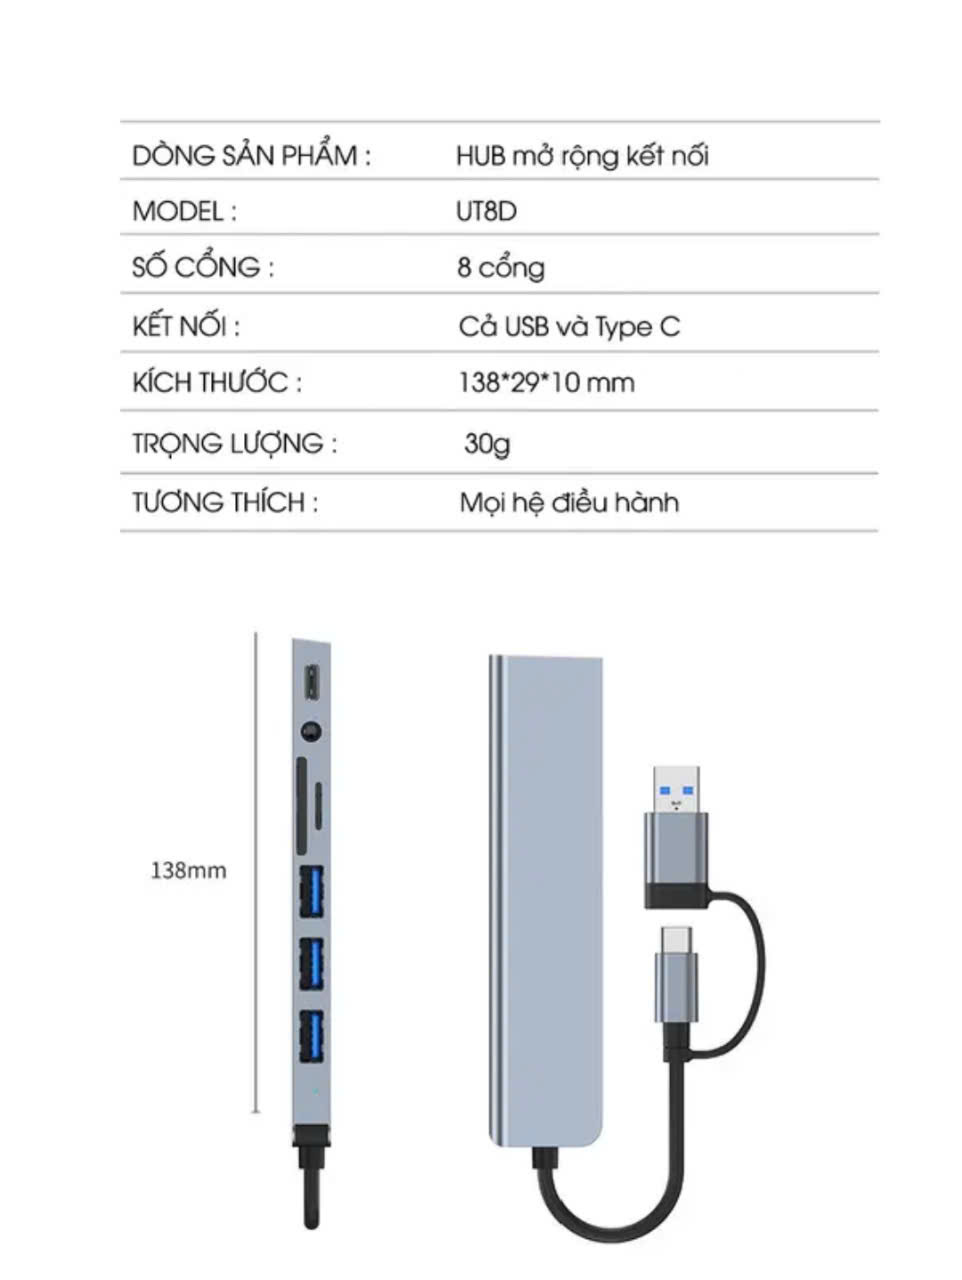 DÒNG SẢN PHẨM : HUB mở rộng kết nối
MODEL : UT8D
SỐ CỔNG : 8 cổng
KẾT NỐI : Cả USB và Type C
KÍCH THƯỚC : 138*29*10 mm
TRỌNG LƯỢNG : 30g
TƯƠNG THÍCH : Mọi hệ điều hành
138mm